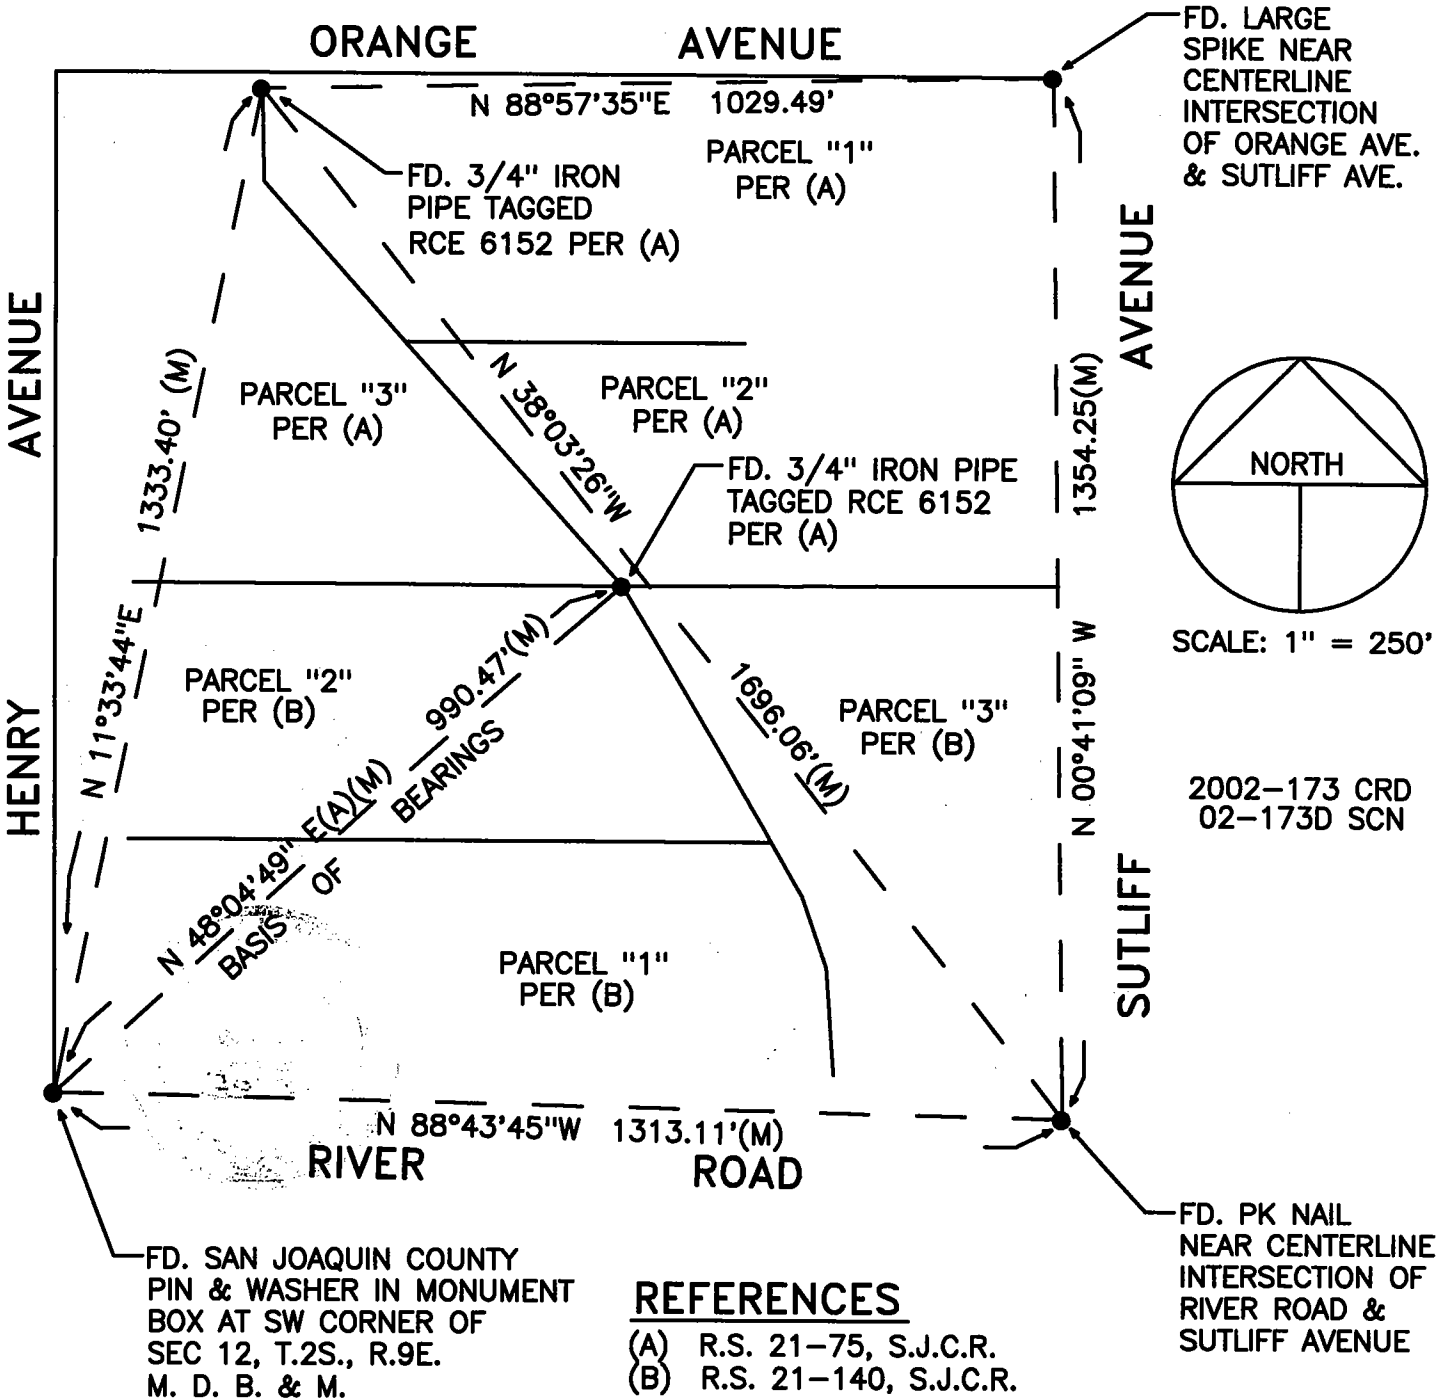 ORANGE AVENUE
FD. LARGE
SPIKE NEAR
CENTERLINE
INTERSECTION
OF ORANGE AVE.
& SUTLIFF AVE.
N 88°57'35"E 1029.49'
PARCEL "1"
PER (A)
FD. 3/4" IRON
PIPE TAGGED
RCE 6152 PER (A)
HENRY AVENUE
N 11°33'44"E 1333.40' (M)
PARCEL "3"
PER (A)
N 38°03'26"W 1696.06'(M)
PARCEL "2"
PER (A)
FD. 3/4" IRON PIPE
TAGGED RCE 6152
PER (A)
N 00°41'09" W 1354.25(M)
SUTLIFF AVENUE
NORTH
SCALE: 1" = 250'
PARCEL "2"
PER (B)
N 48°04'49" E(A)(M) 990.47'(M)
BASIS OF BEARINGS
PARCEL "3"
PER (B)
2002-173 CRD
02-173D SCN
PARCEL "1"
PER (B)
N 88°43'45"W 1313.11'(M)
RIVER ROAD
FD. SAN JOAQUIN COUNTY
PIN & WASHER IN MONUMENT
BOX AT SW CORNER OF
SEC 12, T.2S., R.9E.
M. D. B. & M.
REFERENCES
(A) R.S. 21-75, S.J.C.R.
(B) R.S. 21-140, S.J.C.R.
FD. PK NAIL
NEAR CENTERLINE
INTERSECTION OF
RIVER ROAD &
SUTLIFF AVENUE